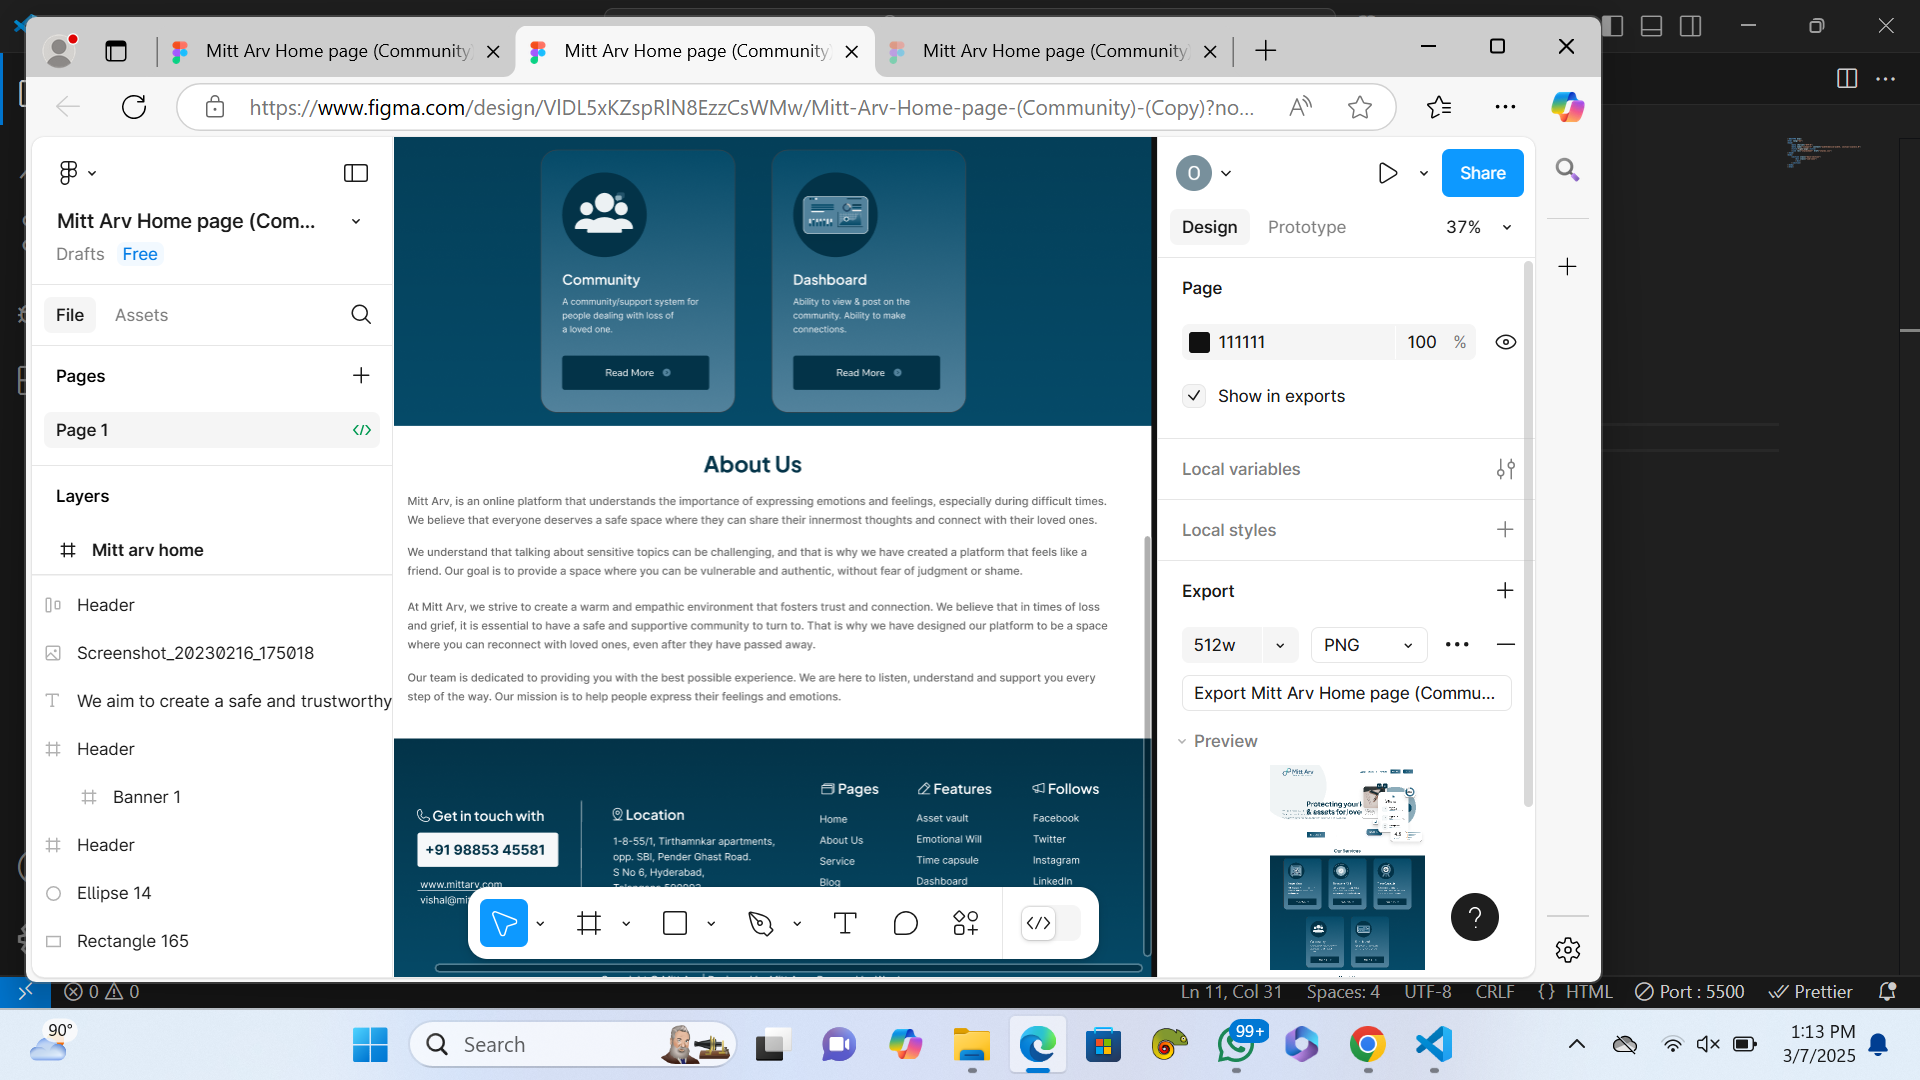 Mitt Arv Home page (Community)
Mitt Arv Home page (Community)
Mitt Arv Home page (Community)
https://www.figma.com/design/VlDL5xKZspRlN8EzzCsWMw/Mitt-Arv-Home-page-(Community)-(Copy)?no...
Mitt Arv Home page (Com...
Drafts Free
File Assets
Pages
Page 1
Layers
Mitt arv home
Header
Screenshot_20230216_175018
We aim to create a safe and trustworthy
Header
Banner 1
Header
Ellipse 14
Rectangle 165
Community
A community/support system for
people dealing with loss of
a loved one.
Read More
Dashboard
Ability to view & post on the
community. Ability to make
connections.
Read More
About Us
Mitt Arv, is an online platform that understands the importance of expressing emotions and feelings, especially during difficult times.
We believe that everyone deserves a safe space where they can share their innermost thoughts and connect with their loved ones.
We understand that talking about sensitive topics can be challenging, and that is why we have created a platform that feels like a
friend. Our goal is to provide a space where you can be vulnerable and authentic, without fear of judgment or shame.
At Mitt Arv, we strive to create a warm and empathic environment that fosters trust and connection. We believe that in times of loss
and grief, it is essential to have a safe and supportive community to turn to. That is why we have designed our platform to be a space
where you can reconnect with loved ones, even after they have passed away.
Our team is dedicated to providing you with the best possible experience. We are here to listen, understand and support you every
step of the way. Our mission is to help people express their feelings and emotions.
Get in touch with
+91 98853 45581
www.mittarv.com
Location
1-8-55/1, Tirthamnkar apartments,
opp. SBI, Pender Ghast Road.
S No 6, Hyderabad,
Pages
Home
About Us
Service
Blog
Features
Asset vault
Emotional Will
Time capsule
Dashboard
Follows
Facebook
Twitter
Instagram
LinkedIn
O
Share
Design Prototype 37%
Page
111111 100 %
Show in exports
Local variables
Local styles
Export
512w PNG
Export Mitt Arv Home page (Commu...
Preview
Mitt Arv
Protecting your
& assets for love
Our Services
?
0 0
Ln 11, Col 31 Spaces: 4 UTF-8 CRLF {} HTML Port : 5500 Prettier
90°
Search
99+
1:13 PM
3/7/2025